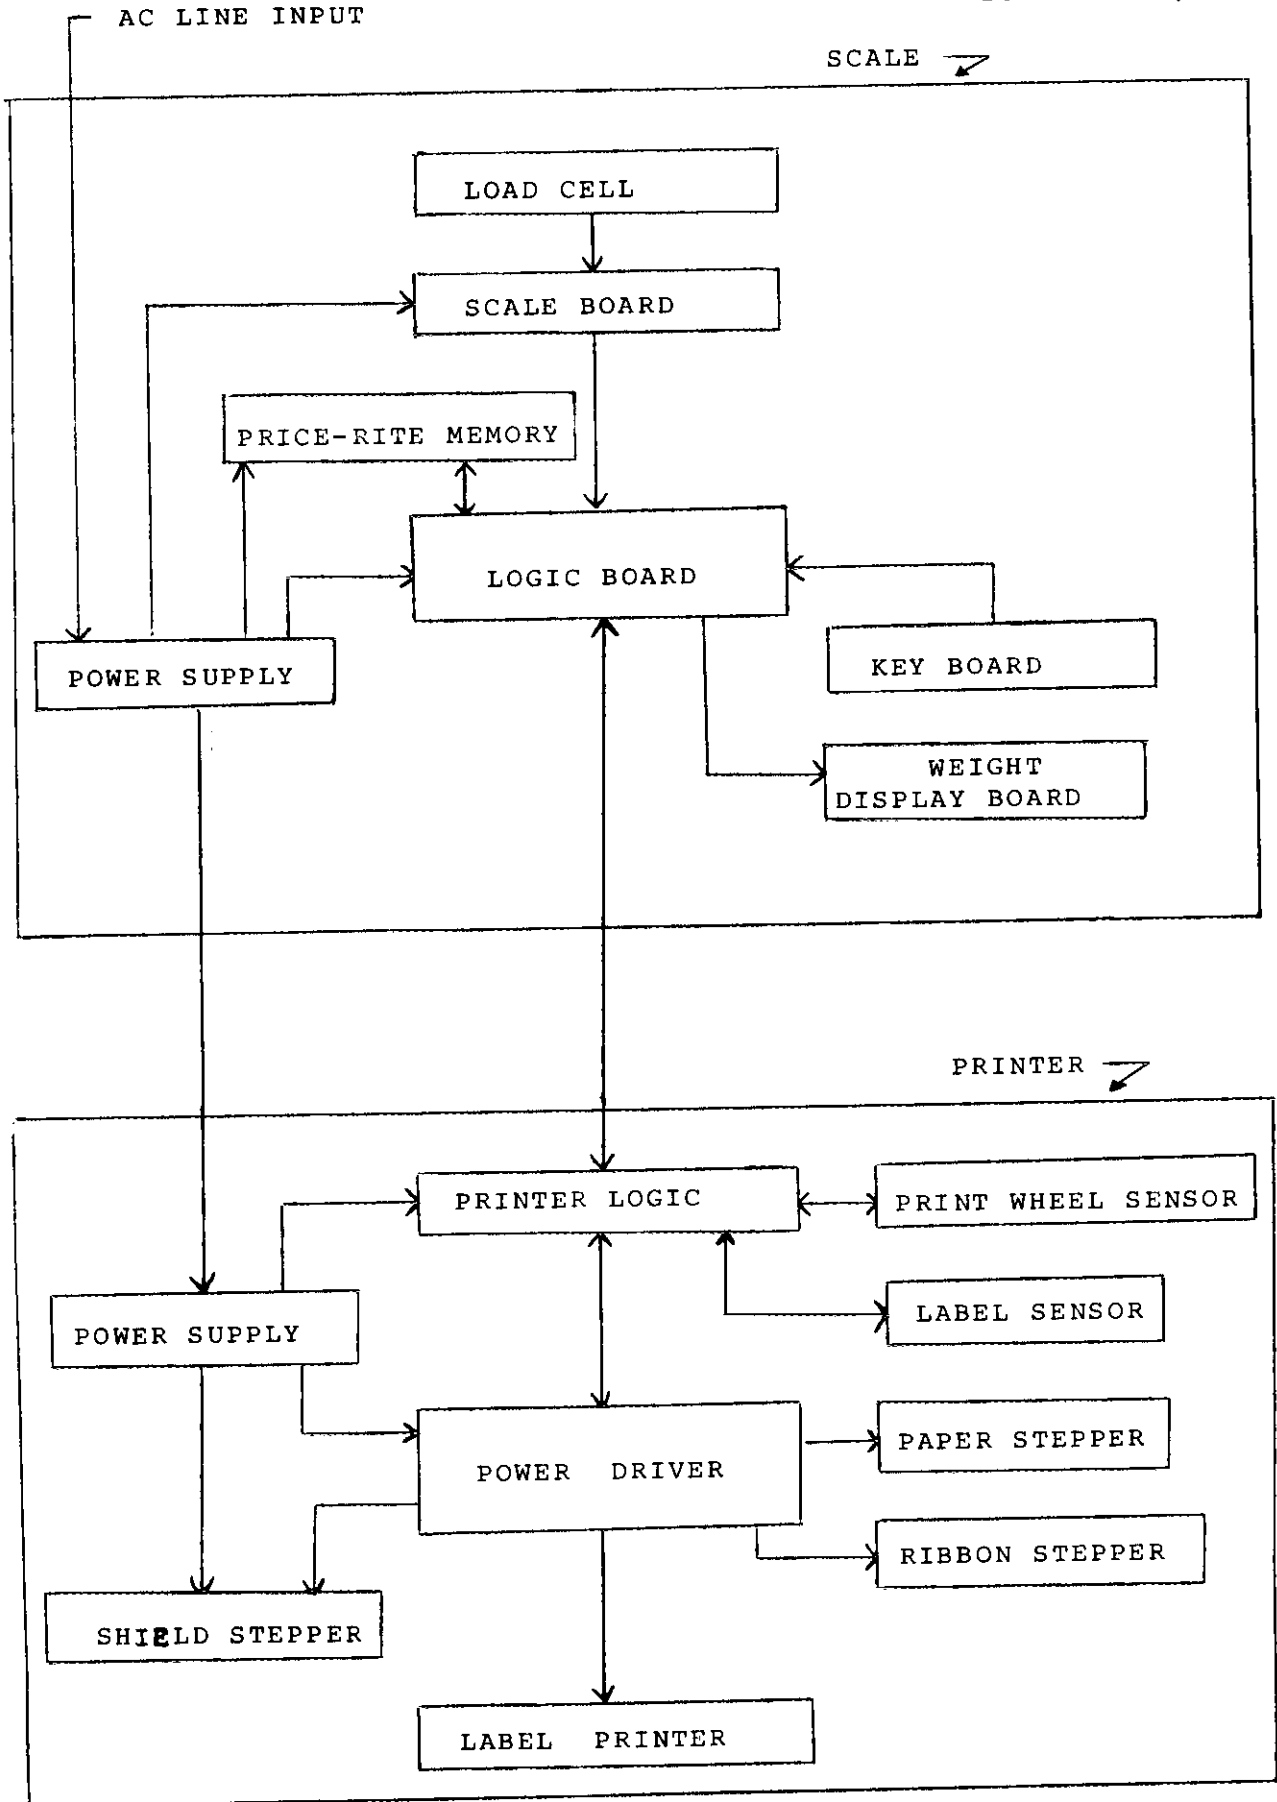 AC LINE INPUT
SCALE
LOAD CELL
SCALE BOARD
PRICE-RITE MEMORY
LOGIC BOARD
POWER SUPPLY
KEY BOARD
WEIGHT
DISPLAY BOARD
PRINTER
PRINTER LOGIC
PRINT WHEEL SENSOR
LABEL SENSOR
POWER SUPPLY
PAPER STEPPER
POWER DRIVER
RIBBON STEPPER
SHIELD STEPPER
LABEL PRINTER